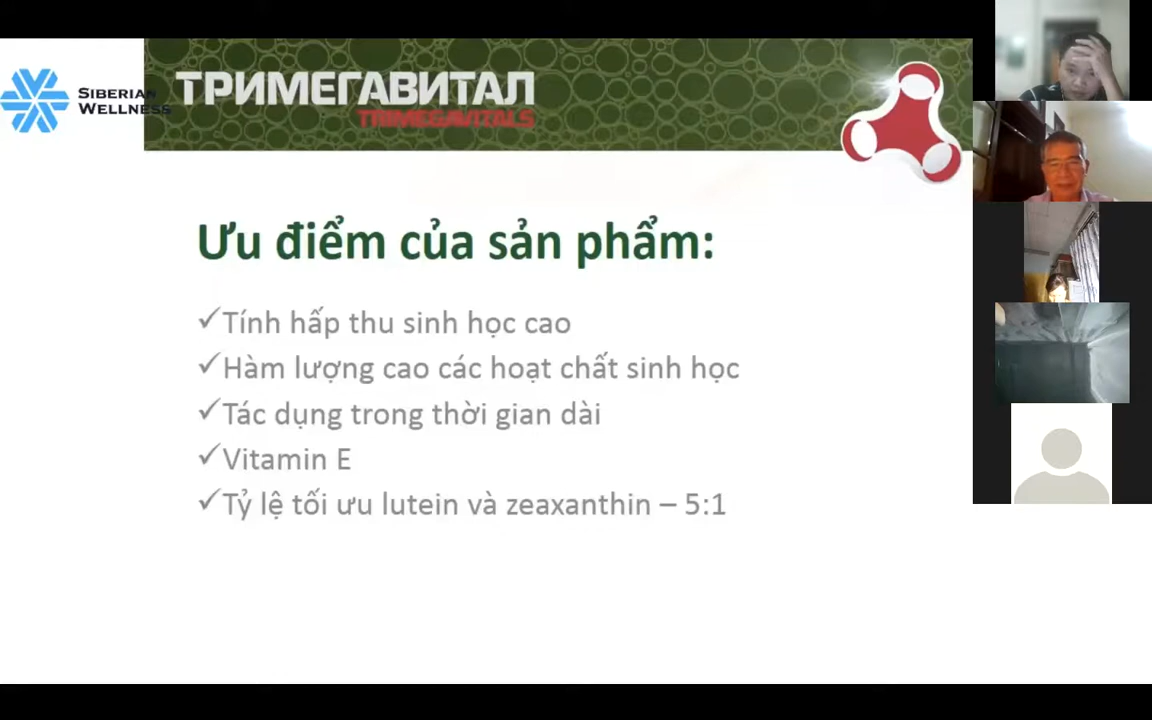 SIBERIAN
WELLNESS
ТРИМЕГАВИТАЛ
TRIMEGAVITALS
Ưu điểm của sản phẩm:
✓Tính hấp thu sinh học cao
✓Hàm lượng cao các hoạt chất sinh học
✓Tác dụng trong thời gian dài
✓Vitamin E
✓Tỷ lệ tối ưu lutein và zeaxanthin – 5:1